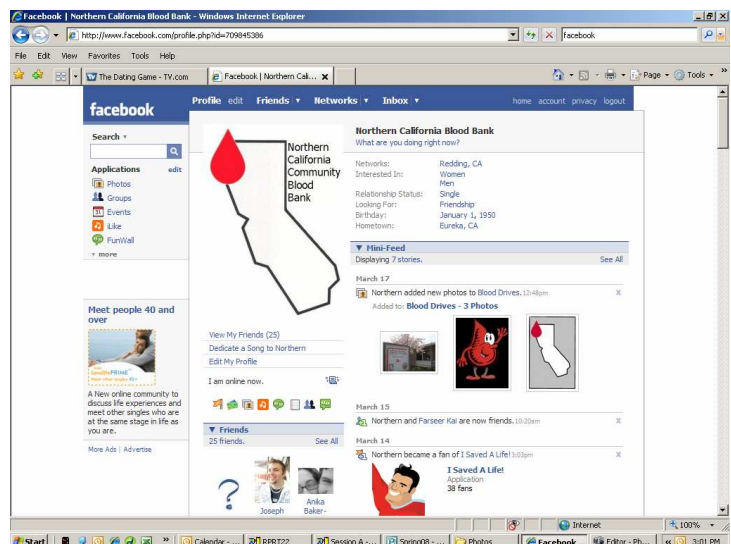 Facebook | Northern California Blood Bank - Windows Internet Explorer
http://www.facebook.com/profile.php?id=709845386
facebook
File Edit View Favorites Tools Help
The Dating Game - TV.com
Facebook | Northern Cali...
Page
Tools
facebook
Profile edit Friends Networks Inbox
home account privacy logout
Search
Applications edit
Photos
Groups
Events
iLike
FunWall
more
Meet people 40 and
over
A New online community to
discuss life experiences and
meet other singles who are
at the same stage in life as
you are.
More Ads | Advertise
Northern
California
Community
Blood
Bank
View My Friends (25)
Dedicate a Song to Northern
Edit My Profile
I am online now.
Friends
25 friends. See All
?
Joseph
Anika
Baker-
Northern California Blood Bank
What are you doing right now?
Networks: Redding, CA
Interested In: Women
Men
Relationship Status: Single
Looking For: Friendship
Birthday: January 1, 1950
Hometown: Eureka, CA
Mini-Feed
Displaying 7 stories. See All
March 17
Northern added new photos to Blood Drives. 12:48pm
Added to: Blood Drives - 3 Photos
March 15
Northern and Farseer Kai are now friends. 10:20am
March 14
Northern became a fan of I Saved A Life! 3:03pm
I Saved A Life!
Application
38 fans
Internet
100%
Start
Calendar - ...
RPRT22
Session A -...
Spring08 - ...
Photos
Facebook
Editor - Ph...
3:01 PM